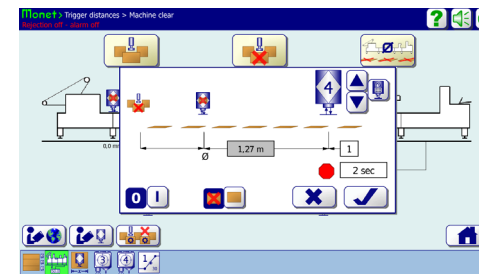 Monet> Trigger distances > Machine clear
Rejection off - alarm off
?
Ø
4
0,0 mm
Ø
1,27 m
1
2 sec
0 I
3 4 1